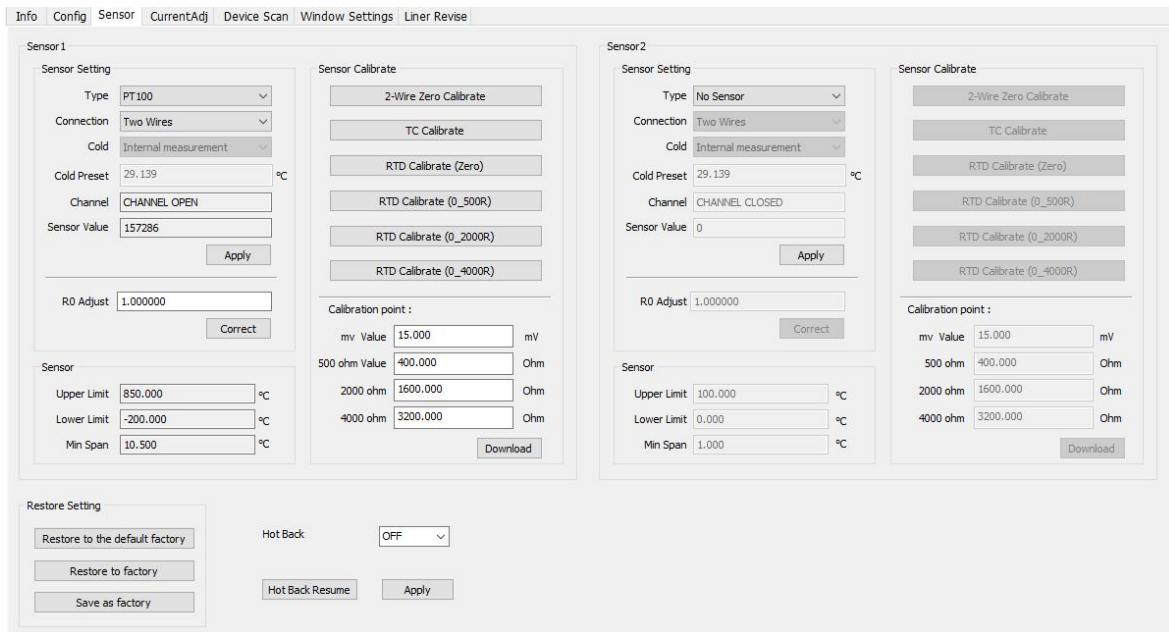 Info Config Sensor CurrentAdj Device Scan Window Settings Liner Revise
Sensor1
Sensor Setting
Type PT100
Connection Two Wires
Cold Internal measurement
Cold Preset 29.139 ºC
Channel CHANNEL OPEN
Sensor Value 157286
Apply
R0 Adjust 1.000000
Correct
Sensor
Upper Limit 850.000 ºC
Lower Limit -200.000 ºC
Min Span 10.500 ºC
Sensor Calibrate
2-Wire Zero Calibrate
TC Calibrate
RTD Calibrate (Zero)
RTD Calibrate (0_500R)
RTD Calibrate (0_2000R)
RTD Calibrate (0_4000R)
Calibration point :
mv Value 15.000 mV
500 ohm Value 400.000 Ohm
2000 ohm 1600.000 Ohm
4000 ohm 3200.000 Ohm
Download
Sensor2
Sensor Setting
Type No Sensor
Connection Two Wires
Cold Internal measurement
Cold Preset 29.139 ºC
Channel CHANNEL CLOSED
Sensor Value 0
Apply
R0 Adjust 1.000000
Correct
Sensor
Upper Limit 100.000 ºC
Lower Limit 0.000 ºC
Min Span 1.000 ºC
Sensor Calibrate
2-Wire Zero Calibrate
TC Calibrate
RTD Calibrate (Zero)
RTD Calibrate (0_500R)
RTD Calibrate (0_2000R)
RTD Calibrate (0_4000R)
Calibration point :
mv Value 15.000 mV
500 ohm 400.000 Ohm
2000 ohm 1600.000 Ohm
4000 ohm 3200.000 Ohm
Download
Restore Setting
Restore to the default factory
Restore to factory
Save as factory
Hot Back OFF
Hot Back Resume Apply